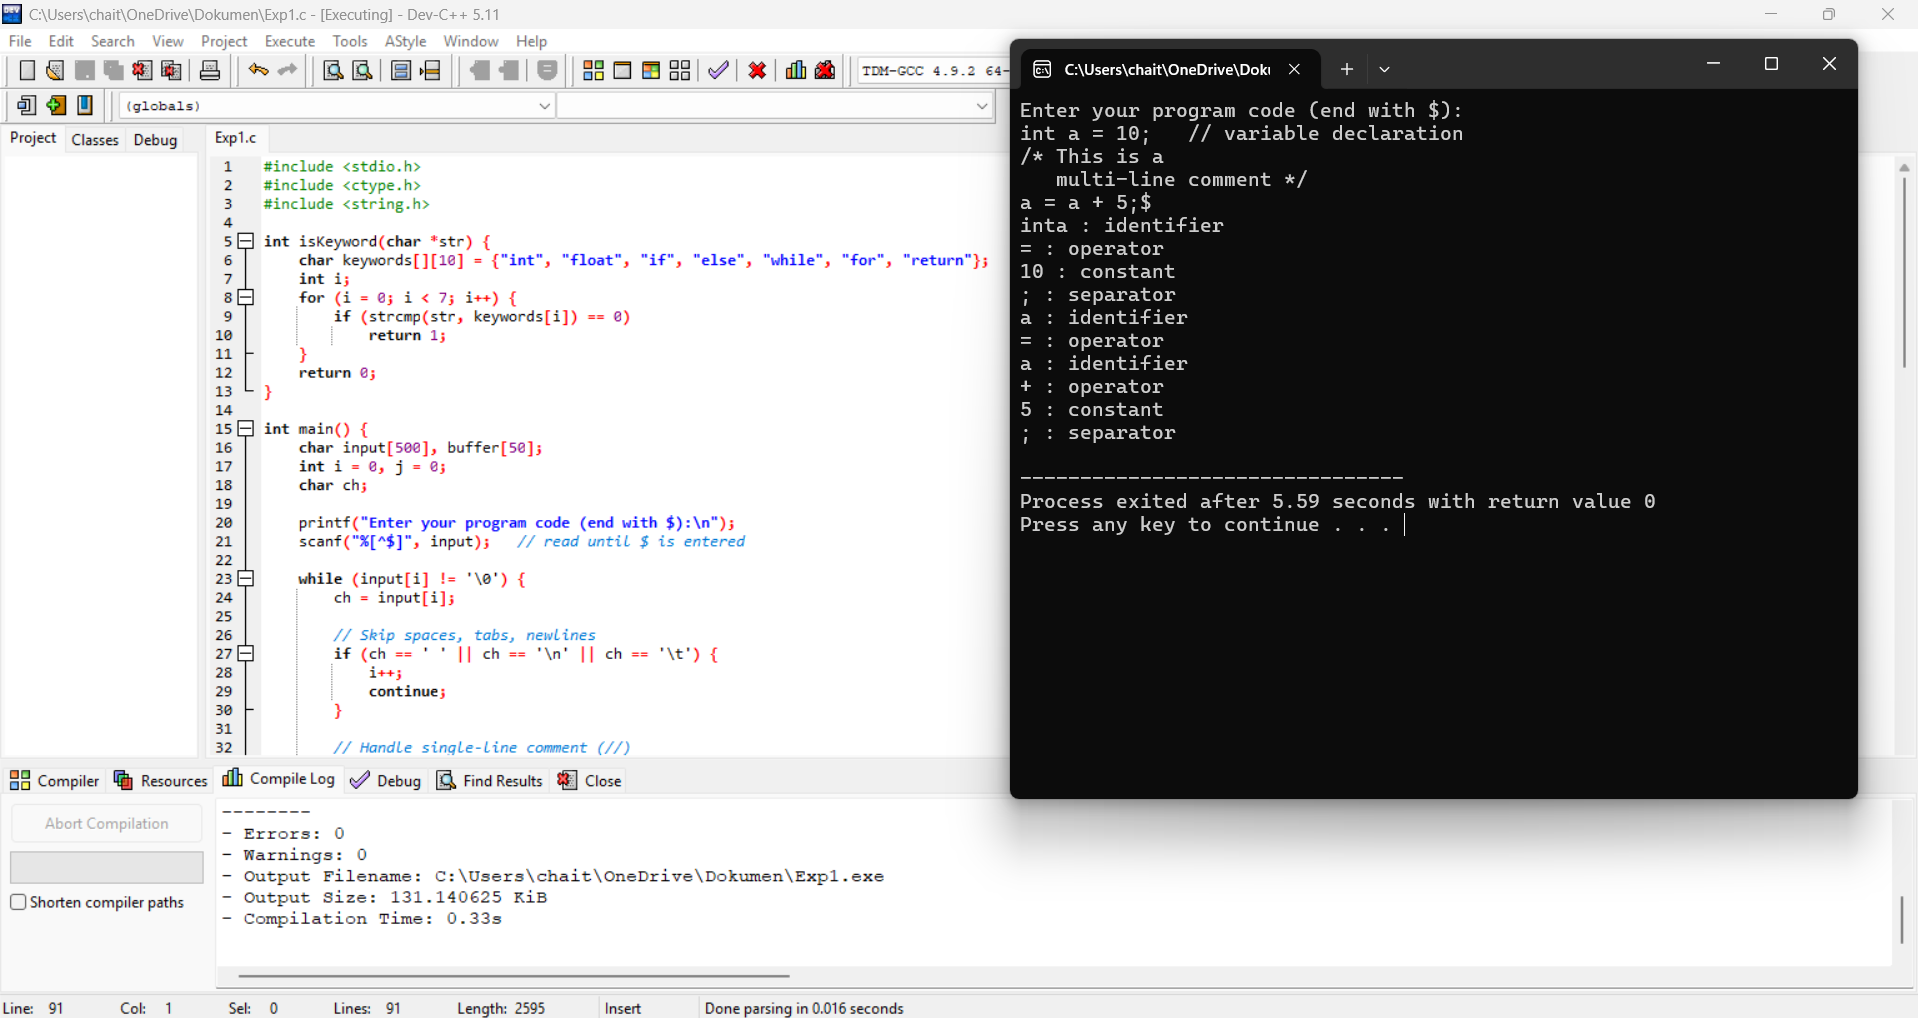 C:\Users\chait\OneDrive\Dokumen\Exp1.c - [Executing] - Dev-C++ 5.11
File Edit Search View Project Execute Tools AStyle Window Help
TDM-GCC 4.9.2 64-
(globals)
Project Classes Debug
Exp1.c
1 #include <stdio.h>
2 #include <ctype.h>
3 #include <string.h>
4
5 int isKeyword(char *str) {
6 char keywords[][10] = {"int", "float", "if", "else", "while", "for", "return"};
7 int i;
8 for (i = 0; i < 7; i++) {
9 if (strcmp(str, keywords[i]) == 0)
10 return 1;
11 }
12 return 0;
13 }
14
15 int main() {
16 char input[500], buffer[50];
17 int i = 0, j = 0;
18 char ch;
19
20 printf("Enter your program code (end with $):\n");
21 scanf("%[^$]", input); // read until $ is entered
22
23 while (input[i] != '\0') {
24 ch = input[i];
25
26 // Skip spaces, tabs, newlines
27 if (ch == ' ' || ch == '\n' || ch == '\t') {
28 i++;
29 continue;
30 }
31
32 // Handle single-line comment (//)
C:\Users\chait\OneDrive\Dok
Enter your program code (end with $):
int a = 10; // variable declaration
/* This is a
multi-line comment */
a = a + 5;$
inta : identifier
= : operator
10 : constant
; : separator
a : identifier
= : operator
a : identifier
+ : operator
5 : constant
; : separator
--------------------------------
Process exited after 5.59 seconds with return value 0
Press any key to continue . . .
Compiler Resources Compile Log Debug Find Results Close
Abort Compilation
Shorten compiler paths
--------
- Errors: 0
- Warnings: 0
- Output Filename: C:\Users\chait\OneDrive\Dokumen\Exp1.exe
- Output Size: 131.140625 KiB
- Compilation Time: 0.33s
Line: 91 Col: 1 Sel: 0 Lines: 91 Length: 2595 Insert Done parsing in 0.016 seconds